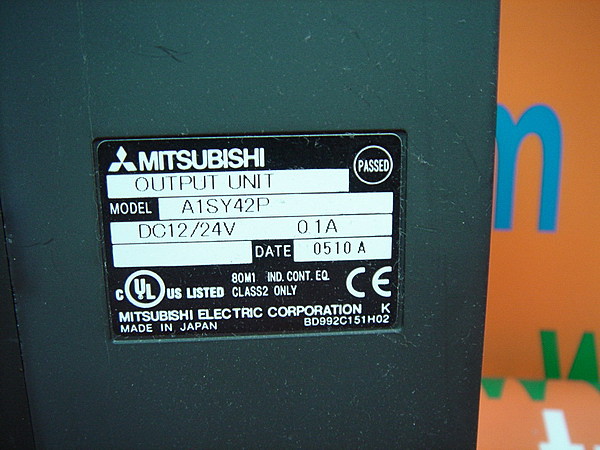 MITSUBISHI
PASSED
OUTPUT UNIT
MODEL A1SY42P
DC12/24V 0.1A
DATE 0510 A
C UL US LISTED
80M1 IND. CONT. EQ.
CLASS2 ONLY
CE
MITSUBISHI ELECTRIC CORPORATION K
MADE IN JAPAN BD992C151H02
m
W
t